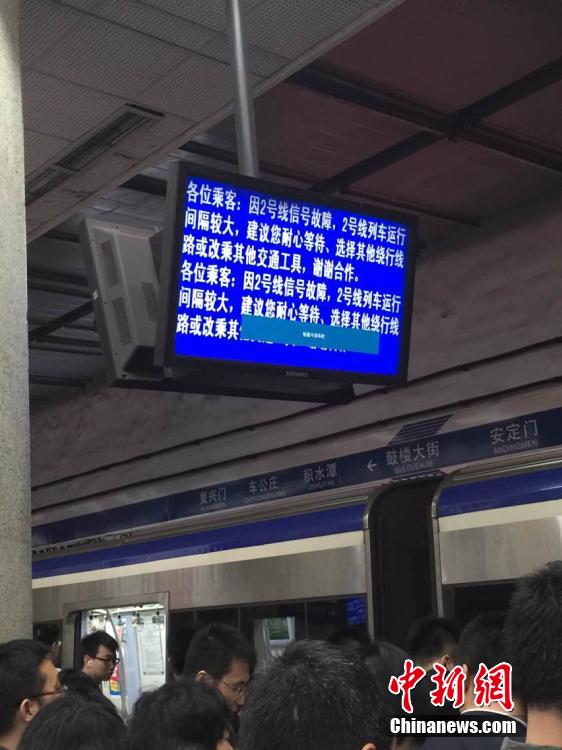 各位乘客：因2号线信号故障，2号线列车运行
间隔较大，建议您耐心等待、选择其他绕行线
路或改乘其他交通工具，谢谢合作。
各位乘客：因2号线信号故障，2号线列车运行
间隔较大，建议您耐心等待、选择其他绕行线
路或改乘其
SAMSUNG
复兴门 车公庄 积水潭 ← 鼓楼大街 安定门
FUXINGMEN CHEGONGZHUANG JISHUITAN GULOUDAJIE ANDINGMEN
中新网
Chinanews.com